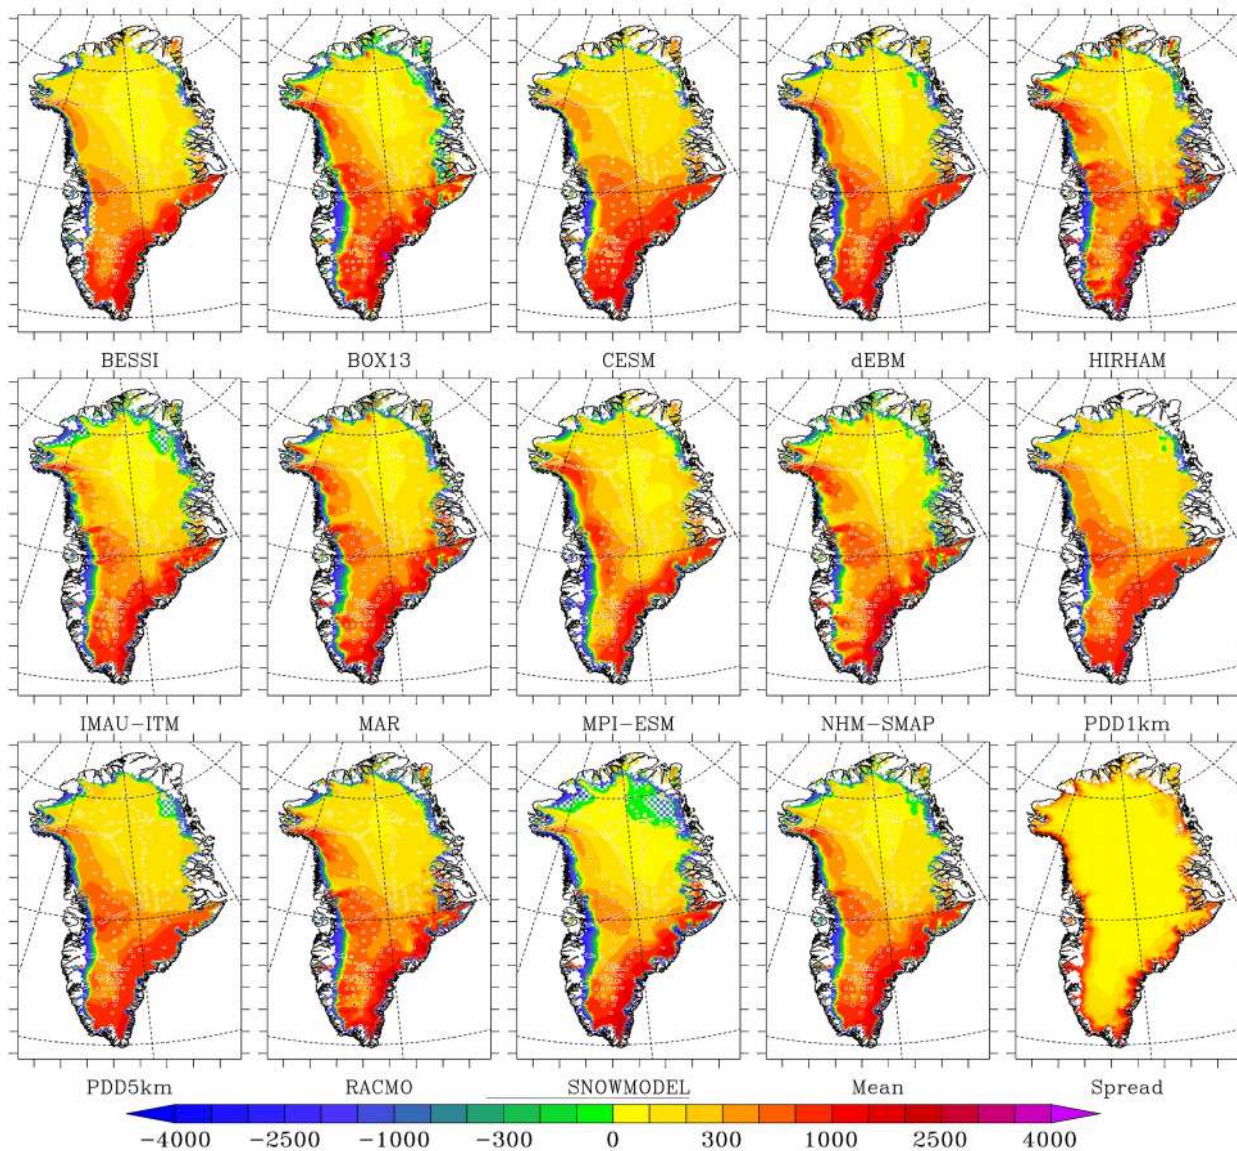 BESSI BOX13 CESM dEBM HIRHAM
IMAU-ITM MAR MPI-ESM NHM-SMAP PDD1km
PDD5km RACMO SNOWMODEL Mean Spread
-4000 -2500 -1000 -300 0 300 1000 2500 4000